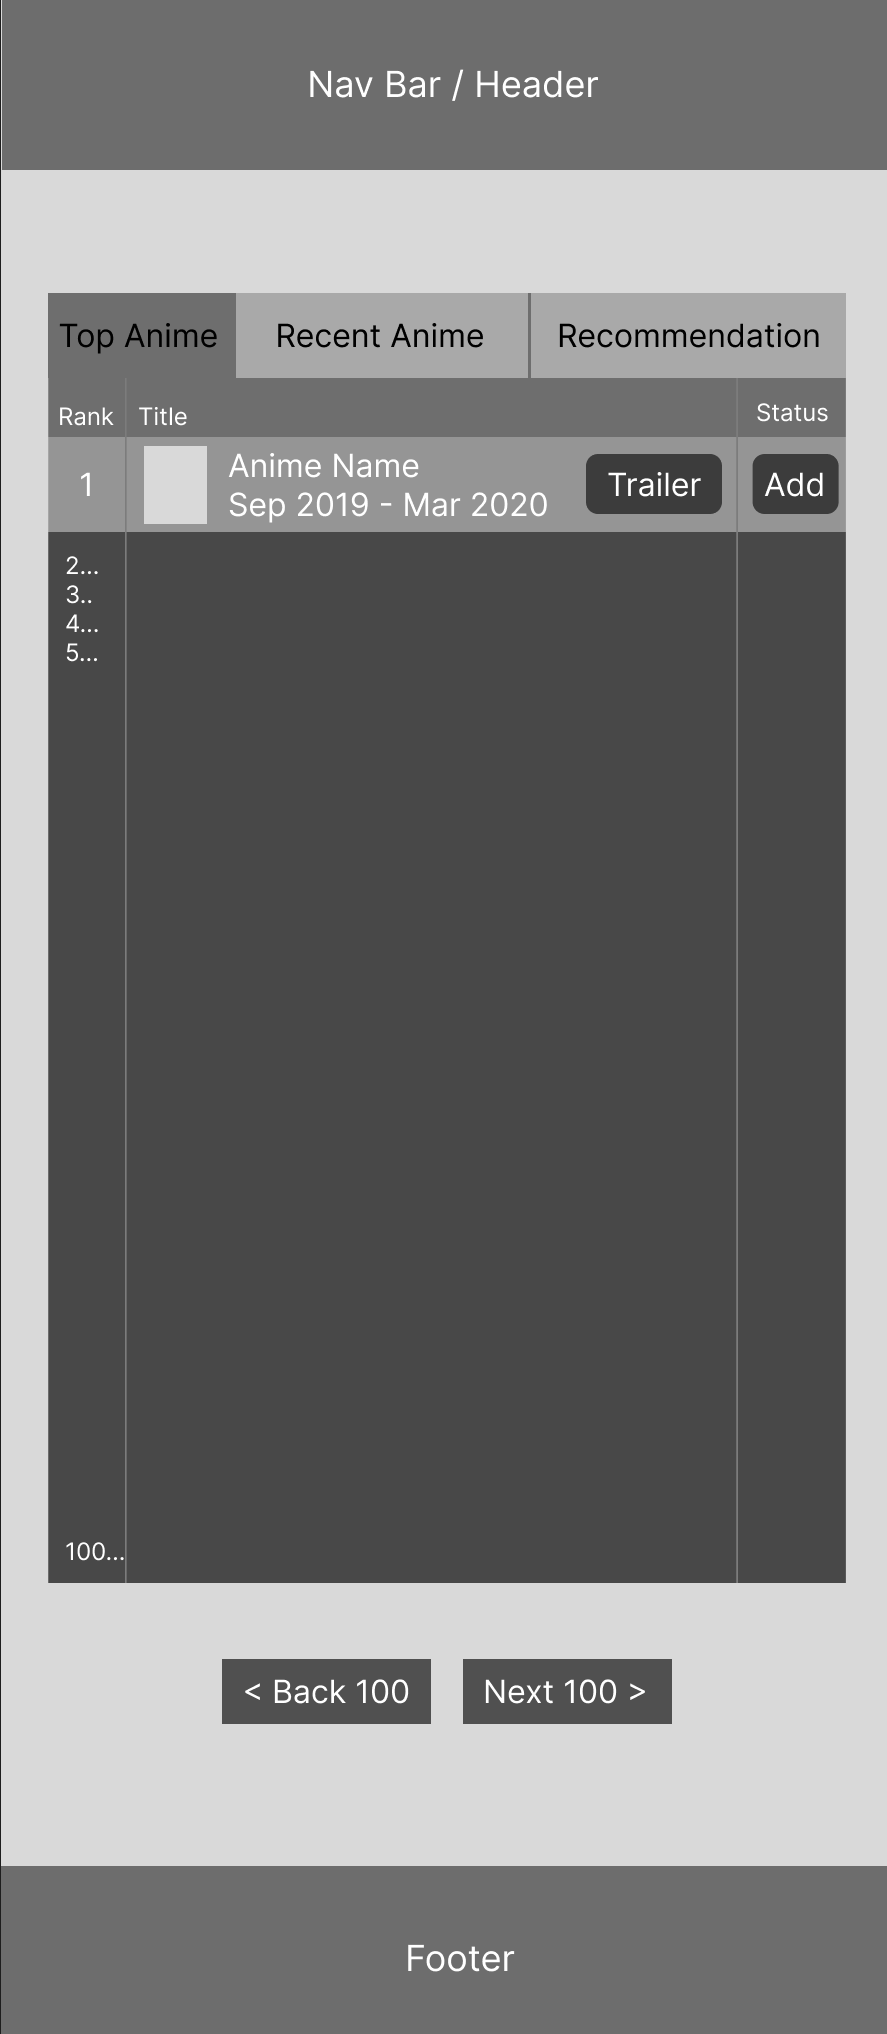 Nav Bar / Header
Top Anime
Recent Anime
Recommendation
Rank
Title
Status
1
Anime Name
Sep 2019 - Mar 2020
Trailer
Add
2...
3..
4...
5...
100...
< Back 100
Next 100 >
Footer